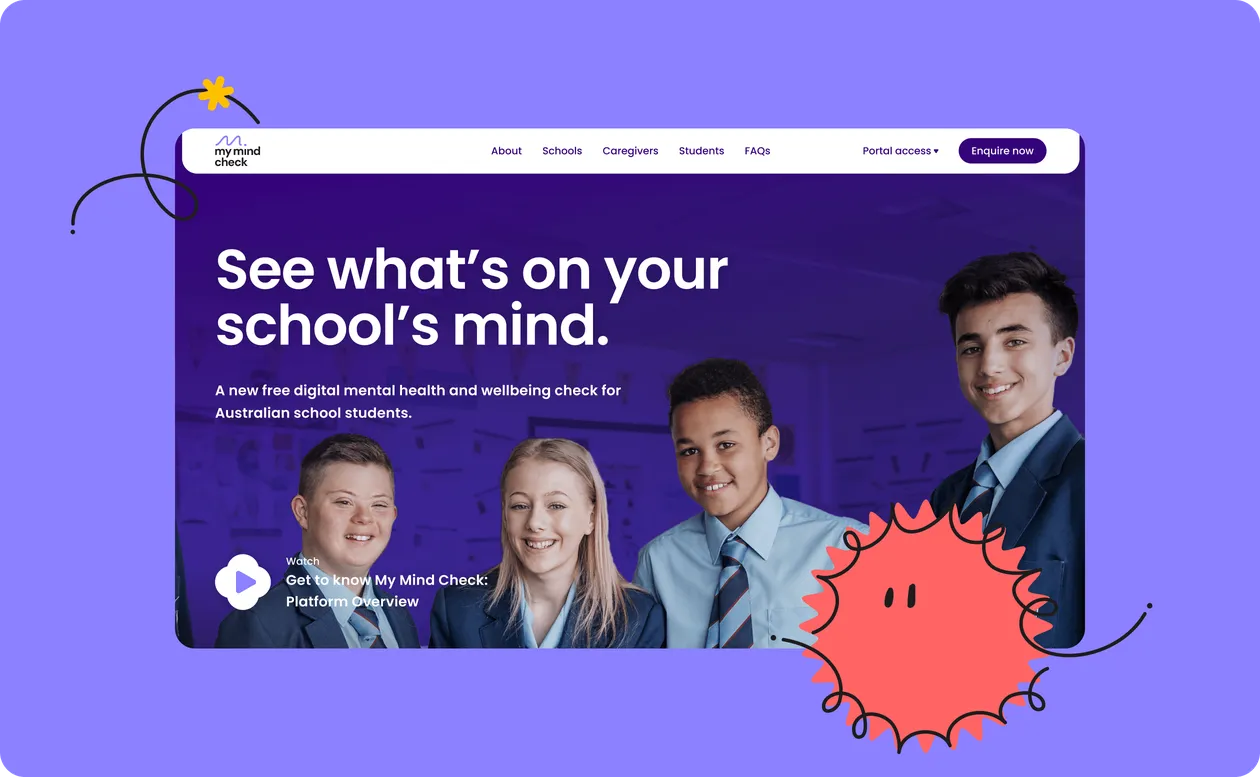 my mind
check
About
Schools
Caregivers
Students
FAQs
Portal access ▾
Enquire now
See what’s on your
school’s mind.
A new free digital mental health and wellbeing check for
Australian school students.
Watch
Get to know My Mind Check:
Platform Overview